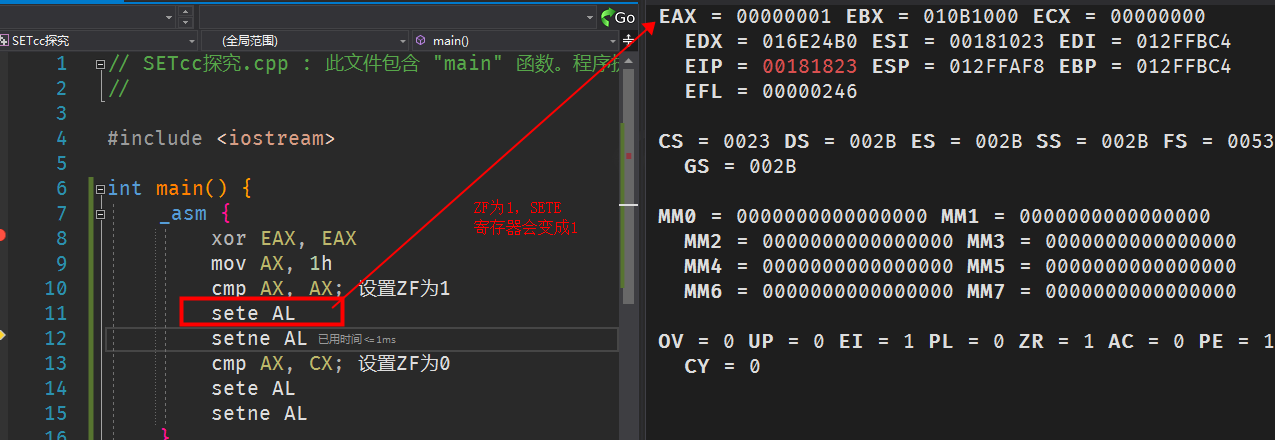 Go
SETcc探究
(全局范围)
main()
1 // SETcc探究.cpp : 此文件包含 "main" 函数。程序执
2 //
3
4 #include <iostream>
5
6 int main() {
7 _asm {
8 xor EAX, EAX
9 mov AX, 1h
10 cmp AX, AX; 设置ZF为1
11 sete AL
12 setne AL 已用时间 <= 1ms
13 cmp AX, CX; 设置ZF为0
14 sete AL
15 setne AL
}
ZF为1，SETE
寄存器会变成1
EAX = 00000001 EBX = 010B1000 ECX = 00000000
EDX = 016E24B0 ESI = 00181023 EDI = 012FFBC4
EIP = 00181823 ESP = 012FFAF8 EBP = 012FFBC4
EFL = 00000246
CS = 0023 DS = 002B ES = 002B SS = 002B FS = 0053
GS = 002B
MM0 = 0000000000000000 MM1 = 0000000000000000
MM2 = 0000000000000000 MM3 = 0000000000000000
MM4 = 0000000000000000 MM5 = 0000000000000000
MM6 = 0000000000000000 MM7 = 0000000000000000
OV = 0 UP = 0 EI = 1 PL = 0 ZR = 1 AC = 0 PE = 1
CY = 0